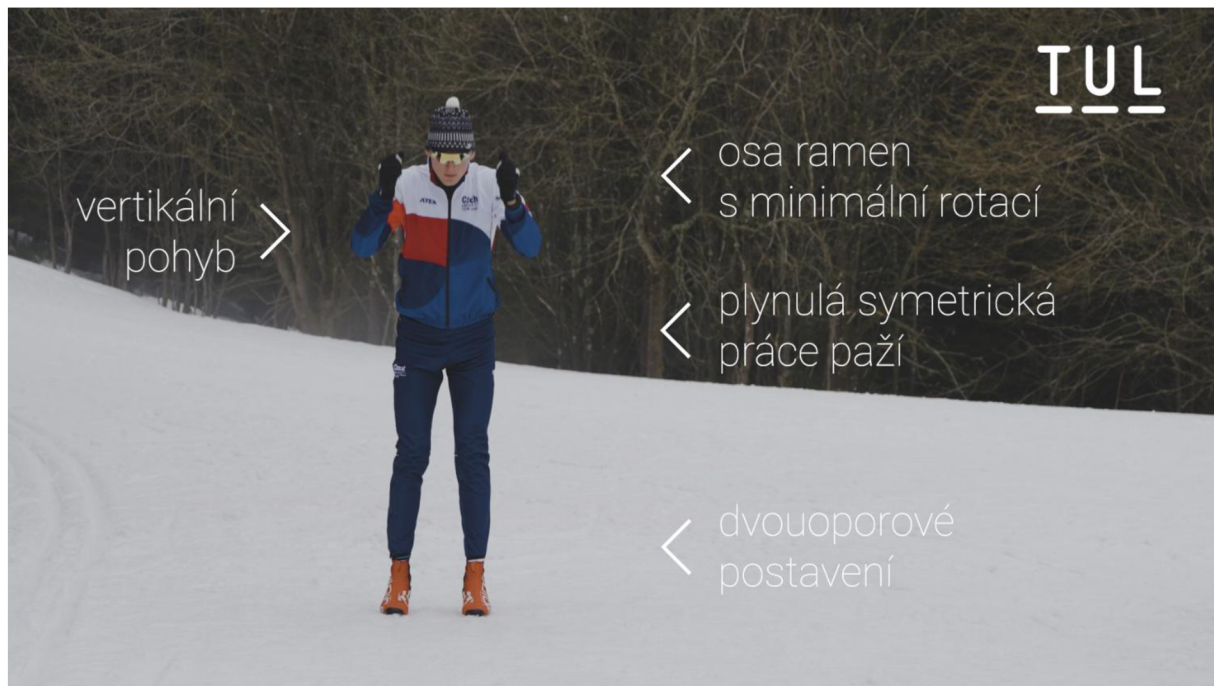 TUL
osa ramen
s minimální rotací
vertikální
pohyb
plynulá symetrická
práce paží
dvouoporové
postavení